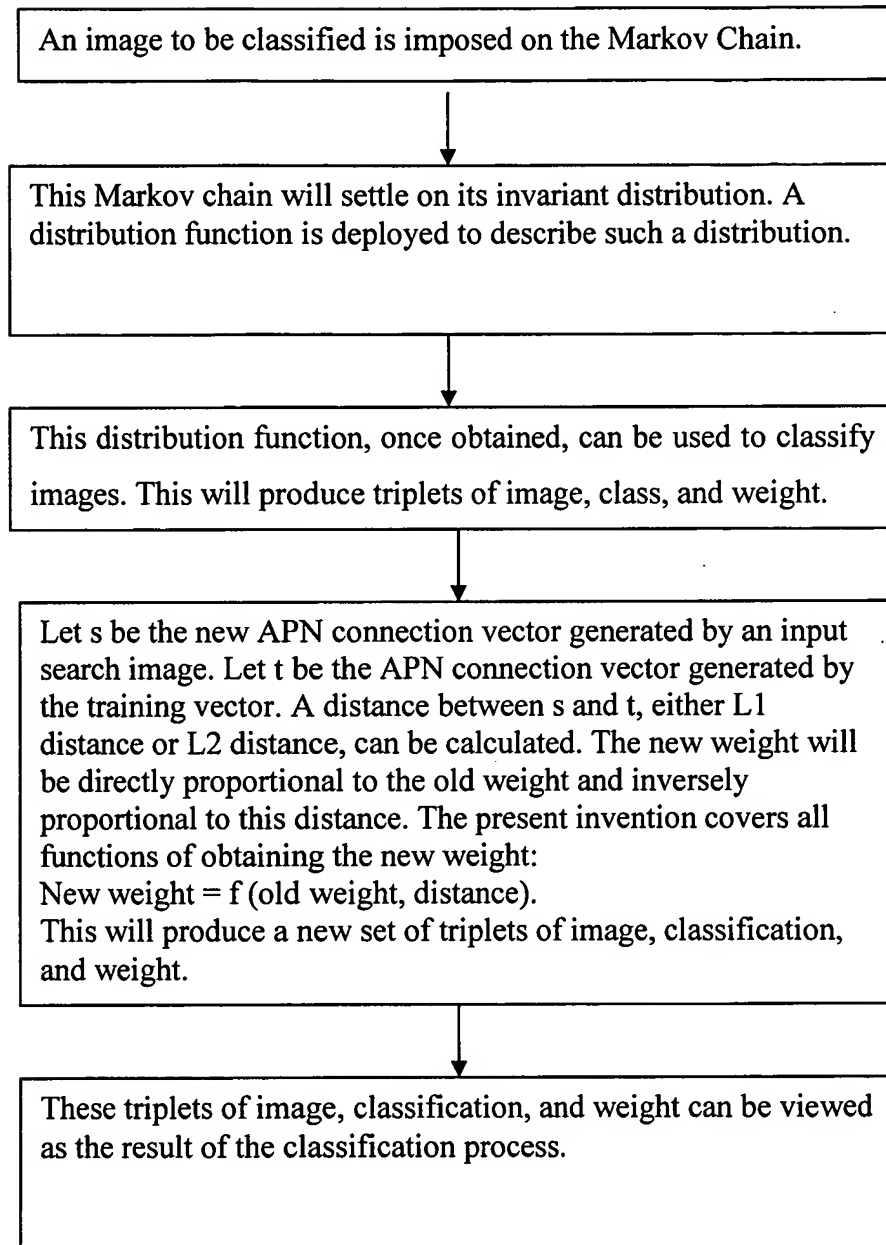 An image to be classified is imposed on the Markov Chain.
This Markov chain will settle on its invariant distribution. A
distribution function is deployed to describe such a distribution.
This distribution function, once obtained, can be used to classify
images. This will produce triplets of image, class, and weight.
Let s be the new APN connection vector generated by an input
search image. Let t be the APN connection vector generated by
the training vector. A distance between s and t, either L1
distance or L2 distance, can be calculated. The new weight will
be directly proportional to the old weight and inversely
proportional to this distance. The present invention covers all
functions of obtaining the new weight:
New weight = f (old weight, distance).
This will produce a new set of triplets of image, classification,
and weight.
These triplets of image, classification, and weight can be viewed
as the result of the classification process.